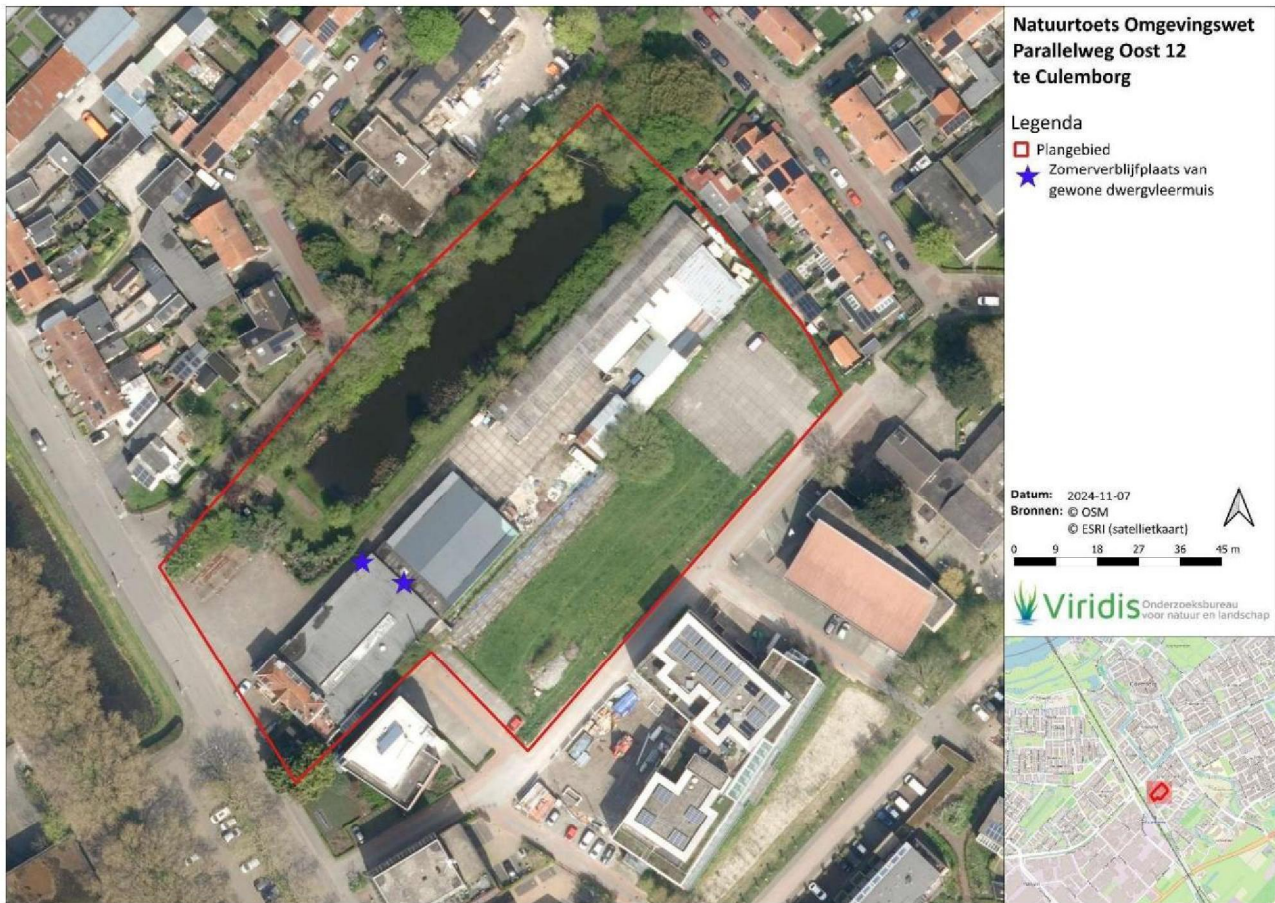 Natuurtoets Omgevingswet
Parallelweg Oost 12
te Culemborg
Legenda
Plangebied
Zomerverblijfplaats van
gewone dwergvleermuis
Datum: 2024-11-07
Bronnen: © OSM
© ESRI (satellietkaart)
0 9 18 27 36 45 m
Viridis Onderzoeksbureau
voor natuur en landschap